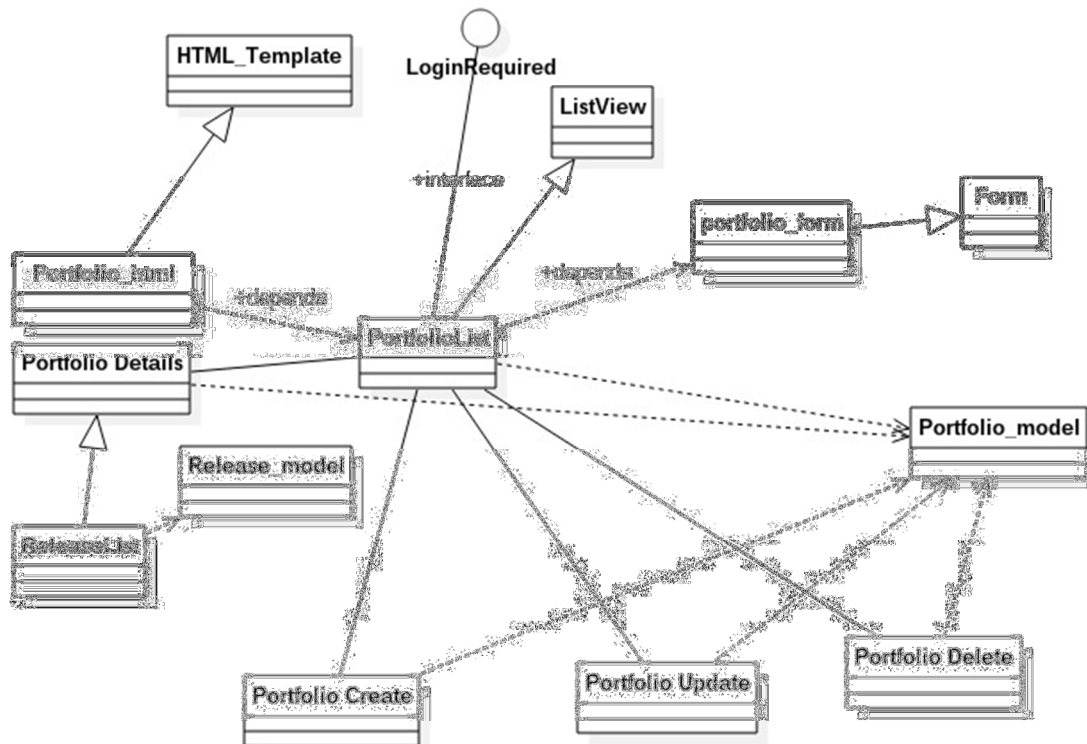 HTML_Template
LoginRequired
ListView
+interface
Form
portfolio_form
Portfolio_html
+depends
+depends
PortfolioList
Portfolio Details
Portfolio_model
Release_model
ReleaseList
Portfolio Delete
Portfolio Update
Portfolio Create